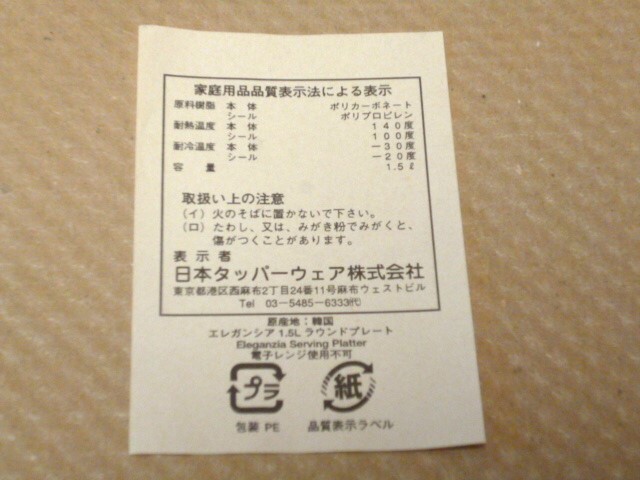 家庭用品品質表示法による表示
原料樹脂 本体 ポリカーボネート
シール ポリプロピレン
耐熱温度 本体 140度
シール 100度
耐冷温度 本体 －30度
シール －20度
容量 1.5ℓ
取扱い上の注意
（イ）火のそばに置かないで下さい。
（ロ）たわし、又は、みがき粉でみがくと、
傷がつくことがあります。
表示者
日本タッパーウェア株式会社
東京都港区西麻布2丁目24番11号麻布ウェストビル
Tel 03－5485－6333㈹
原産地：韓国
エレガンシア 1.5L ラウンドプレート
Eleganzia Serving Platter
電子レンジ使用不可
プラ 紙
包装 PE 品質表示ラベル